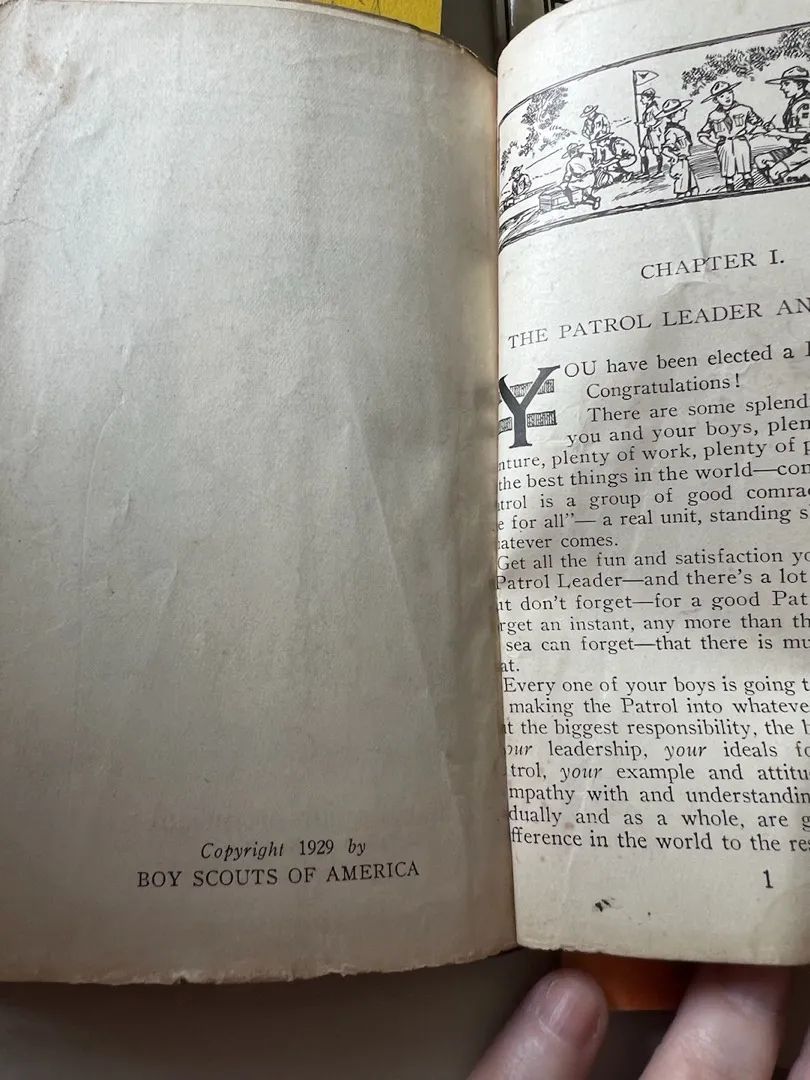 Copyright 1929 by
BOY SCOUTS OF AMERICA
CHAPTER I.
THE PATROL LEADER AN
YOU have been elected a
Congratulations!
There are some splend
you and your boys, plen
nture, plenty of work, plenty of p
the best things in the world—con
trol is a group of good comra
e for all”— a real unit, standing s
atever comes.
Get all the fun and satisfaction yo
Patrol Leader—and there's a lot
ut don't forget—for a good Pat
rget an instant, any more than th
sea can forget—that there is mu
at.
Every one of your boys is going t
making the Patrol into whateve
t the biggest responsibility, the b
our leadership, your ideals fo
trol, your example and attitu
mpathy with and understandin
dually and as a whole, are g
fference in the world to the res
1